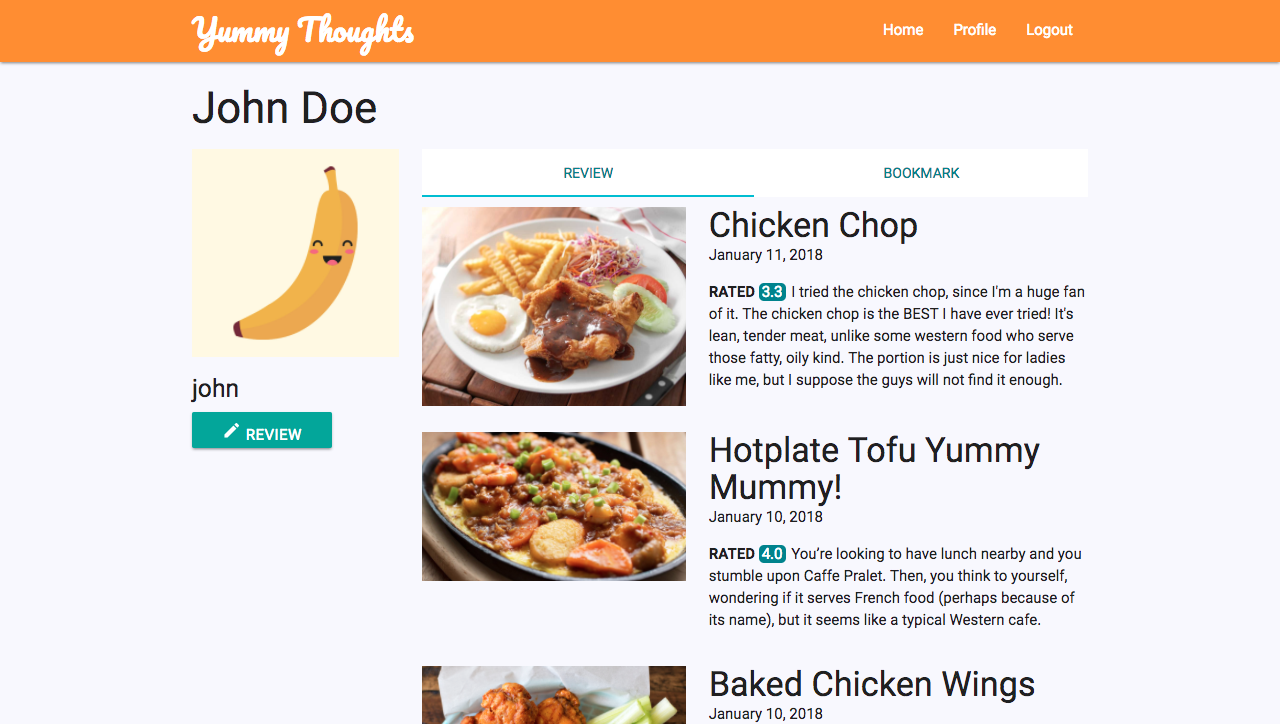 Yummy Thoughts
Home Profile Logout
John Doe
john
REVIEW
REVIEW BOOKMARK
Chicken Chop
January 11, 2018
RATED 3.3 I tried the chicken chop, since I'm a huge fan
of it. The chicken chop is the BEST I have ever tried! It's
lean, tender meat, unlike some western food who serve
those fatty, oily kind. The portion is just nice for ladies
like me, but I suppose the guys will not find it enough.
Hotplate Tofu Yummy
Mummy!
January 10, 2018
RATED 4.0 You’re looking to have lunch nearby and you
stumble upon Caffe Pralet. Then, you think to yourself,
wondering if it serves French food (perhaps because of
its name), but it seems like a typical Western cafe.
Baked Chicken Wings
January 10, 2018